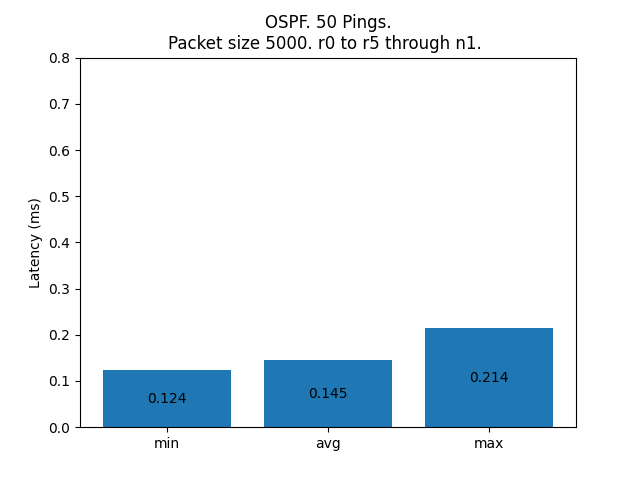 OSPF. 50 Pings.
Packet size 5000. r0 to r5 through n1.
0.8
0.7
0.6
0.5
0.4
0.3
0.2
0.1
0.0
Latency (ms)
0.124
0.145
0.214
min
avg
max